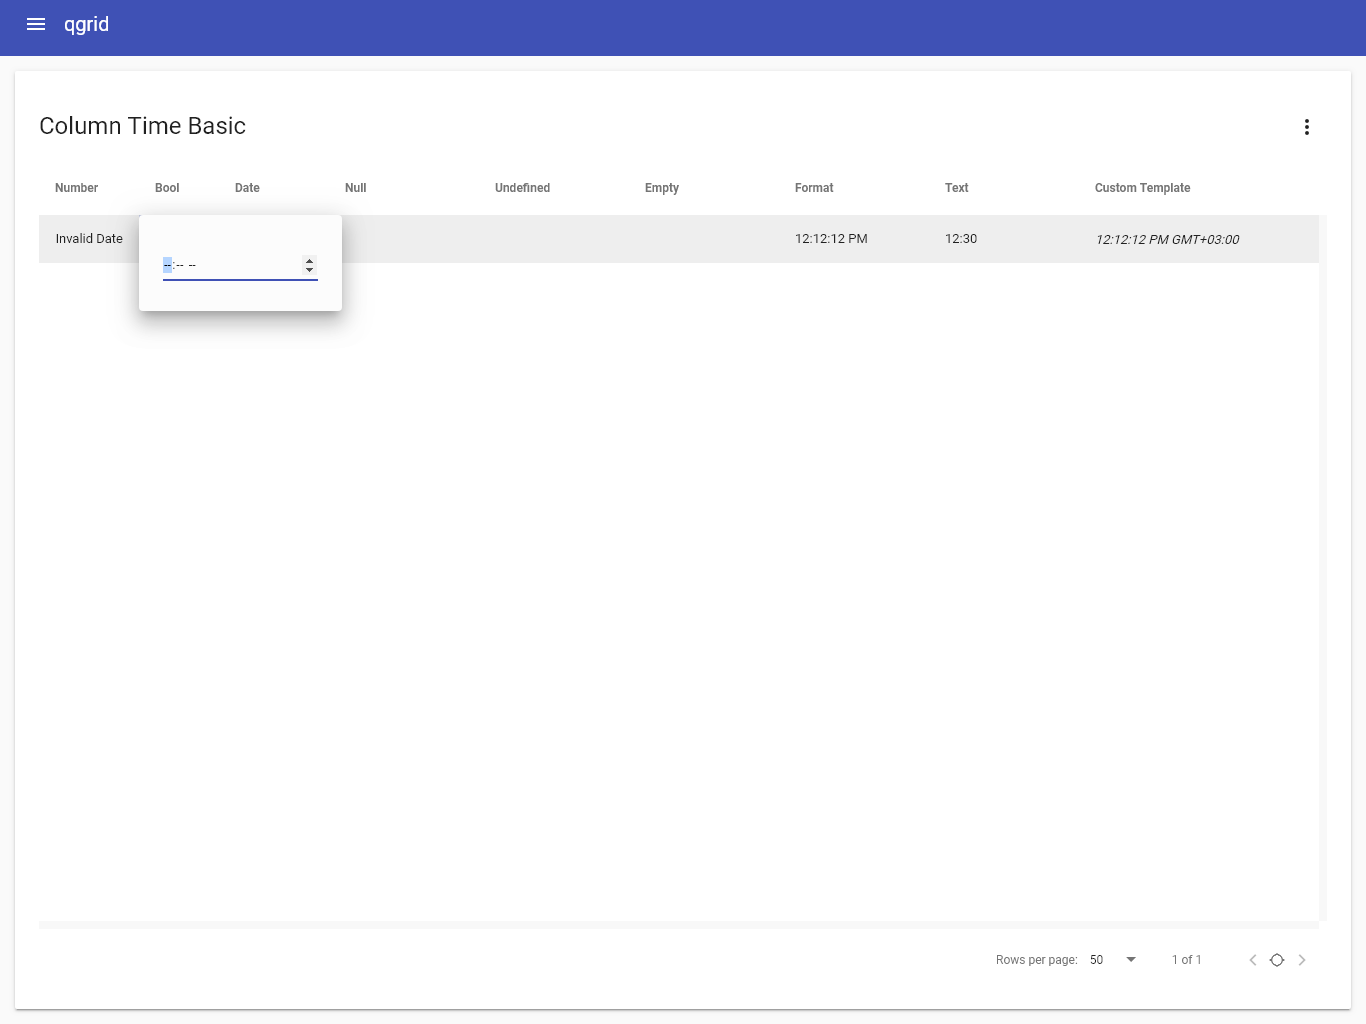 qgrid
Column Time Basic
Number Bool Date Null Undefined Empty Format Text Custom Template
Invalid Date 12:12:12 PM 12:30 12:12:12 PM GMT+03:00
--:-- --
Rows per page: 50 1 of 1